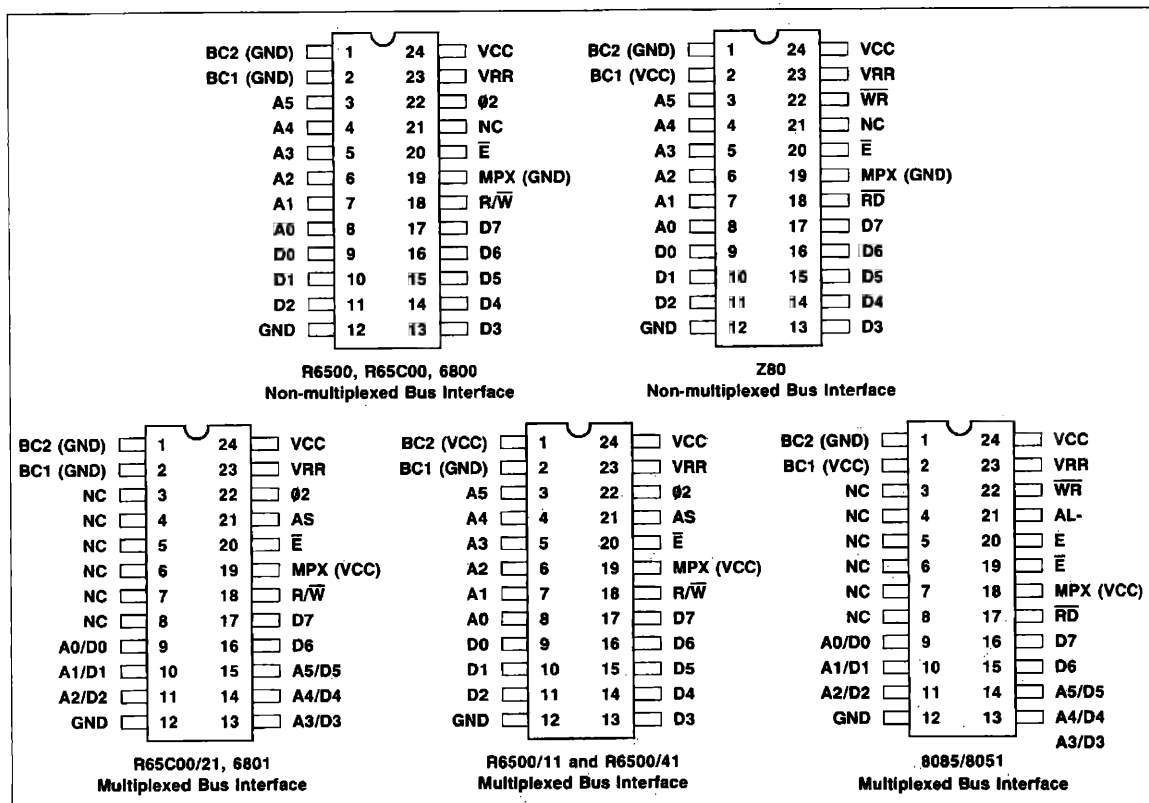 BC2 (GND) 1 24 VCC
BC1 (GND) 2 23 VRR
A5 3 22 Ø2
A4 4 21 NC
A3 5 20 E̅
A2 6 19 MPX (GND)
A1 7 18 R/W̅
A0 8 17 D7
D0 9 16 D6
D1 10 15 D5
D2 11 14 D4
GND 12 13 D3
R6500, R65C00, 6800
Non-multiplexed Bus Interface
BC2 (GND) 1 24 VCC
BC1 (VCC) 2 23 VRR
A5 3 22 W̅R̅
A4 4 21 NC
A3 5 20 E̅
A2 6 19 MPX (GND)
A1 7 18 R̅D̅
A0 8 17 D7
D0 9 16 D6
D1 10 15 D5
D2 11 14 D4
GND 12 13 D3
Z80
Non-multiplexed Bus Interface
BC2 (GND) 1 24 VCC
BC1 (GND) 2 23 VRR
NC 3 22 Ø2
NC 4 21 AS
NC 5 20 E̅
NC 6 19 MPX (VCC)
NC 7 18 R/W̅
NC 8 17 D7
A0/D0 9 16 D6
A1/D1 10 15 A5/D5
A2/D2 11 14 A4/D4
GND 12 13 A3/D3
R65C00/21, 6801
Multiplexed Bus Interface
BC2 (VCC) 1 24 VCC
BC1 (GND) 2 23 VRR
A5 3 22 Ø2
A4 4 21 AS
A3 5 20 E̅
A2 6 19 MPX (VCC)
A1 7 18 R/W̅
A0 8 17 D7
D0 9 16 D6
D1 10 15 D5
D2 11 14 D4
GND 12 13 D3
R6500/11 and R6500/41
Multiplexed Bus Interface
BC2 (GND) 1 24 VCC
BC1 (VCC) 2 23 VRR
NC 3 22 W̅R̅
NC 4 21 AL-
NC 5 20 E
NC 6 19 E̅
NC 7 18 MPX (VCC)
NC 8 17 R̅D̅
A0/D0 9 16 D7
A1/D1 10 15 D6
A2/D2 11 14 A5/D5
GND 12 13 A4/D4
A3/D3
8085/8051
Multiplexed Bus Interface